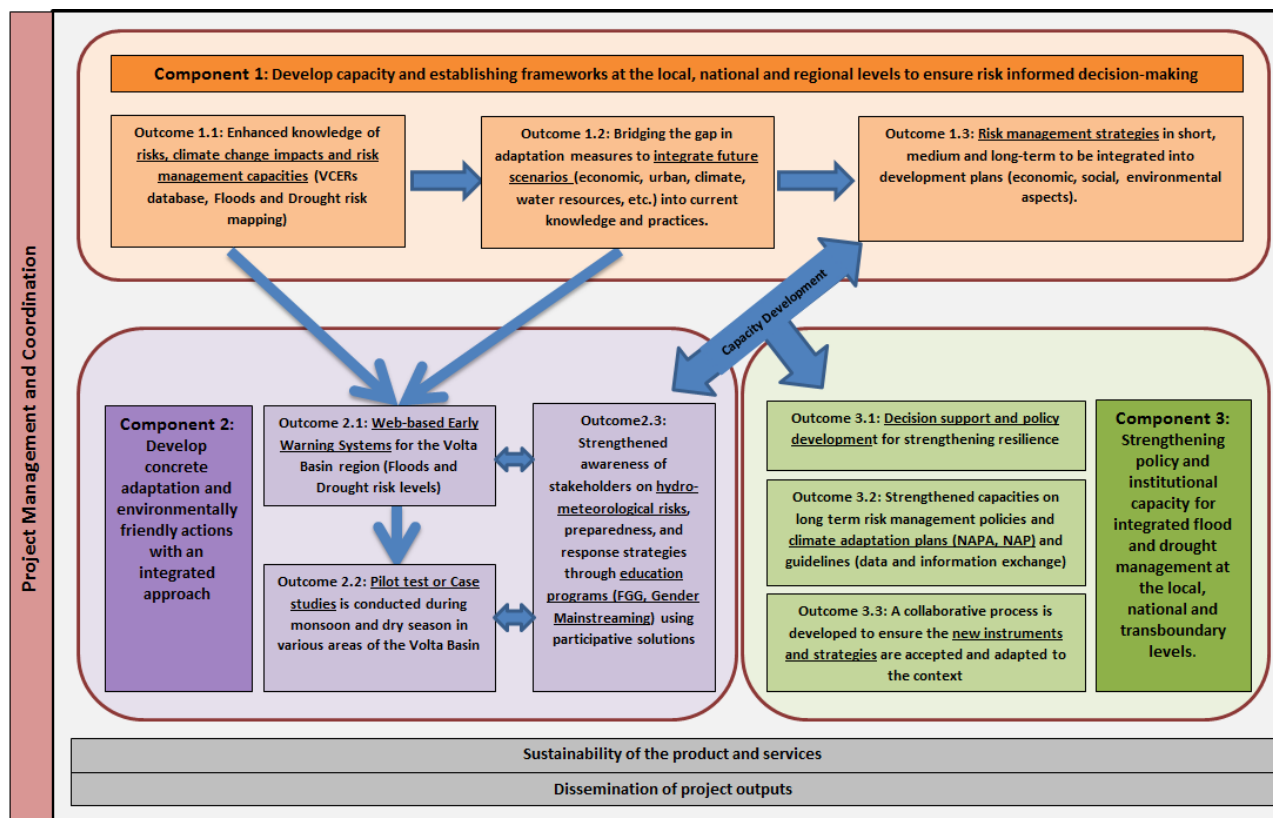 Project Management and Coordination
Component 1: Develop capacity and establishing frameworks at the local, national and regional levels to ensure risk informed decision-making
Outcome 1.1: Enhanced knowledge of
risks, climate change impacts and risk
management capacities (VCERs
database, Floods and Drought risk
mapping)
Outcome 1.2: Bridging the gap in
adaptation measures to integrate future
scenarios (economic, urban, climate,
water resources, etc.) into current
knowledge and practices.
Outcome 1.3: Risk management strategies in short,
medium and long-term to be integrated into
development plans (economic, social, environmental
aspects).
Capacity Development
Component 2:
Develop
concrete
adaptation and
environmentally
friendly actions
with an
integrated
approach
Outcome 2.1: Web-based Early
Warning Systems for the Volta
Basin region (Floods and
Drought risk levels)
Outcome 2.2: Pilot test or Case
studies is conducted during
monsoon and dry season in
various areas of the Volta Basin
Outcome2.3:
Strengthened
awareness of
stakeholders on hydro-
meteorological risks,
preparedness, and
response strategies
through education
programs (FGG, Gender
Mainstreaming) using
participative solutions
Outcome 3.1: Decision support and policy
development for strengthening resilience
Outcome 3.2: Strengthened capacities on
long term risk management policies and
climate adaptation plans (NAPA, NAP) and
guidelines (data and information exchange)
Outcome 3.3: A collaborative process is
developed to ensure the new instruments
and strategies are accepted and adapted to
the context
Component 3:
Strengthening
policy and
institutional
capacity for
integrated flood
and drought
management at
the local,
national and
transboundary
levels.
Sustainability of the product and services
Dissemination of project outputs